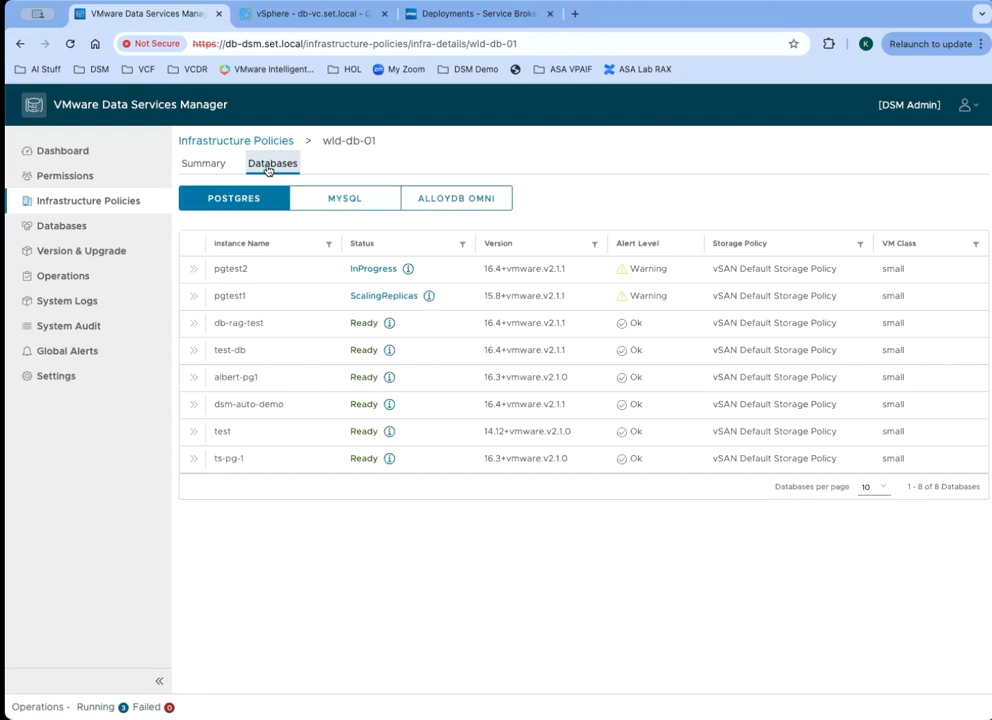 VMware Data Services Manag
vSphere - db-vc.set.local - G
Deployments - Service Broke
Not Secure
https://db-dsm.set.local/infrastructure-policies/infra-details/wld-db-01
K
Relaunch to update
AI Stuff
DSM
VCF
VCDR
VMware Intelligent...
HOL
My Zoom
DSM Demo
ASA VPAIF
ASA Lab RAX
VMware Data Services Manager
[DSM Admin]
Dashboard
Permissions
Infrastructure Policies
Databases
Version & Upgrade
Operations
System Logs
System Audit
Global Alerts
Settings
Infrastructure Policies > wld-db-01
Summary Databases
POSTGRES MYSQL ALLOYDB OMNI
Instance Name Status Version Alert Level Storage Policy VM Class
pgtest2 InProgress 16.4+vmware.v2.1.1 Warning vSAN Default Storage Policy small
pgtest1 ScalingReplicas 15.8+vmware.v2.1.1 Warning vSAN Default Storage Policy small
db-rag-test Ready 16.4+vmware.v2.1.1 Ok vSAN Default Storage Policy small
test-db Ready 16.4+vmware.v2.1.1 Ok vSAN Default Storage Policy small
albert-pg1 Ready 16.3+vmware.v2.1.0 Ok vSAN Default Storage Policy small
dsm-auto-demo Ready 16.4+vmware.v2.1.1 Ok vSAN Default Storage Policy small
test Ready 14.12+vmware.v2.1.0 Ok vSAN Default Storage Policy small
ts-pg-1 Ready 16.3+vmware.v2.1.0 Ok vSAN Default Storage Policy small
Databases per page 10 1 - 8 of 8 Databases
Operations - Running 3 Failed 0